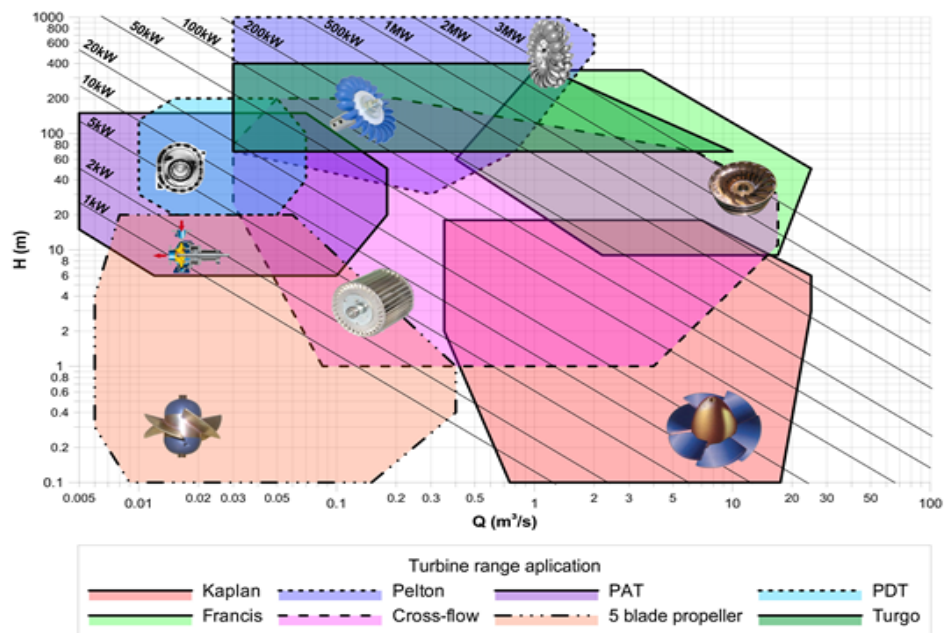 1000
800
600
400
200
100
80
60
40
20
10
8
6
4
2
1
0.8
0.6
0.4
0.2
0.1
H (m)
50kW 100kW 200kW 500kW 1MW 2MW 3MW
20kW
10kW
5kW
2kW
1kW
0.005 0.01 0.02 0.03 0.05 0.1 0.2 0.3 0.5 1 2 3 5 10 20 30 50 100
Q (m³/s)
Turbine range aplication
Kaplan Pelton PAT PDT
Francis Cross-flow 5 blade propeller Turgo